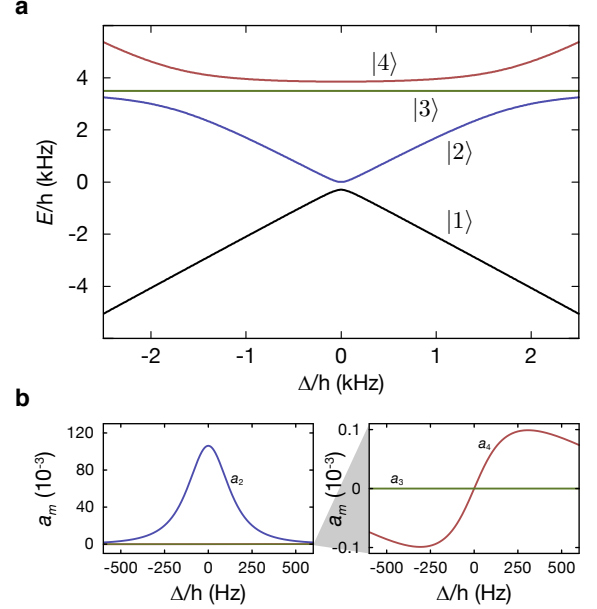 a
E/h (kHz)
4
2
0
-2
-4
|4⟩
|3⟩
|2⟩
|1⟩
-2 -1 0 1 2
Δ/h (kHz)
b
a_m (10⁻³)
120
80
40
0
a₂
-500 -250 0 250 500
Δ/h (Hz)
a_m (10⁻³)
0.1
0
-0.1
a₄
a₃
-500 -250 0 250 500
Δ/h (Hz)